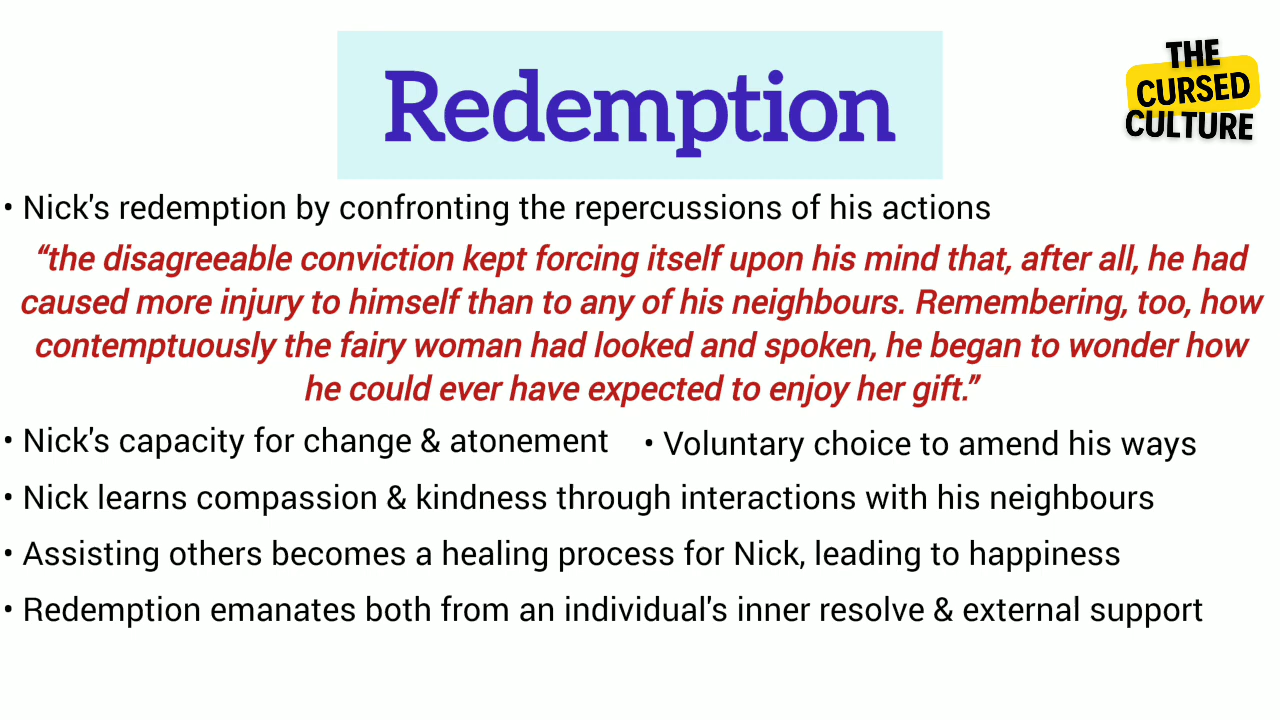 Redemption
THE
CURSED
CULTURE
• Nick's redemption by confronting the repercussions of his actions
“the disagreeable conviction kept forcing itself upon his mind that, after all, he had
caused more injury to himself than to any of his neighbours. Remembering, too, how
contemptuously the fairy woman had looked and spoken, he began to wonder how
he could ever have expected to enjoy her gift.”
• Nick's capacity for change & atonement • Voluntary choice to amend his ways
• Nick learns compassion & kindness through interactions with his neighbours
• Assisting others becomes a healing process for Nick, leading to happiness
• Redemption emanates both from an individual's inner resolve & external support